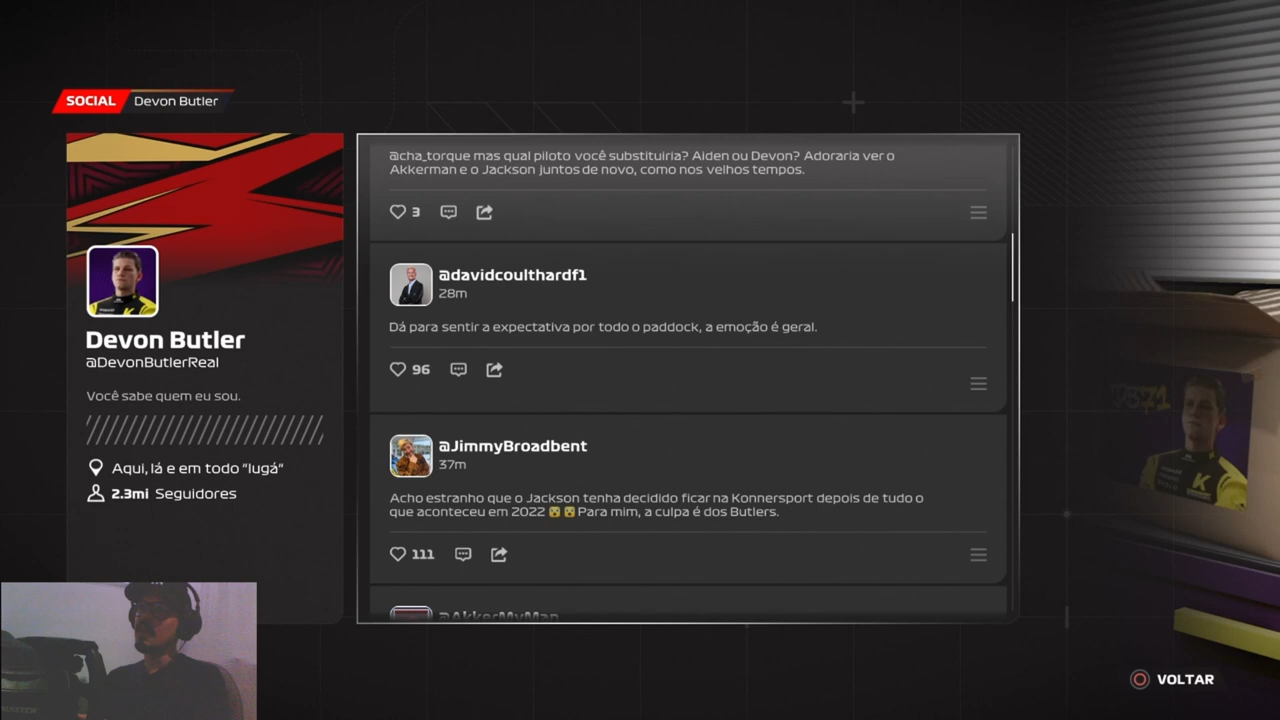 SOCIAL Devon Butler
Devon Butler
@DevonButlerReal
Você sabe quem eu sou.
Aqui, lá e em todo "lugá"
2.3mi Seguidores
@cha_torque mas qual piloto você substituiria? Aiden ou Devon? Adoraria ver o
Akkerman e o Jackson juntos de novo, como nos velhos tempos.
3
@davidcoulthardf1
28m
Dá para sentir a expectativa por todo o paddock, a emoção é geral.
96
@JimmyBroadbent
37m
Acho estranho que o Jackson tenha decidido ficar na Konnersport depois de tudo o
que aconteceu em 2022 😨😨Para mim, a culpa é dos Butlers.
111
@AkkerMyMan
K
VOLTAR